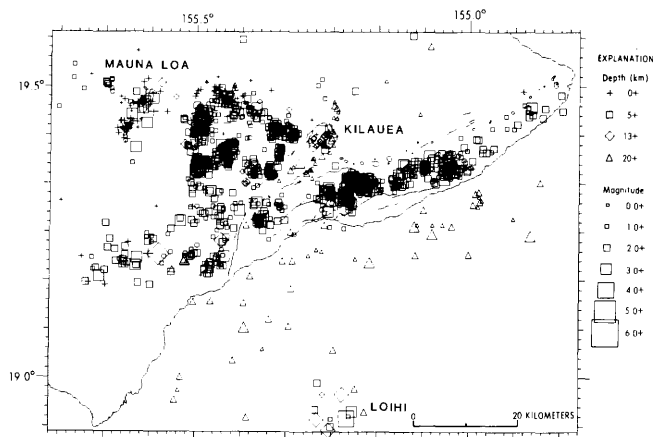 155.5°
155.0°
MAUNA LOA
19.5°
KILAUEA
19.0°
LOIHI
0
20 KILOMETERS
EXPLANATION
Depth (km)
0+
5+
13+
20+
Magnitude
0 0+
1 0+
2 0+
3 0+
4 0+
5 0+
6 0+